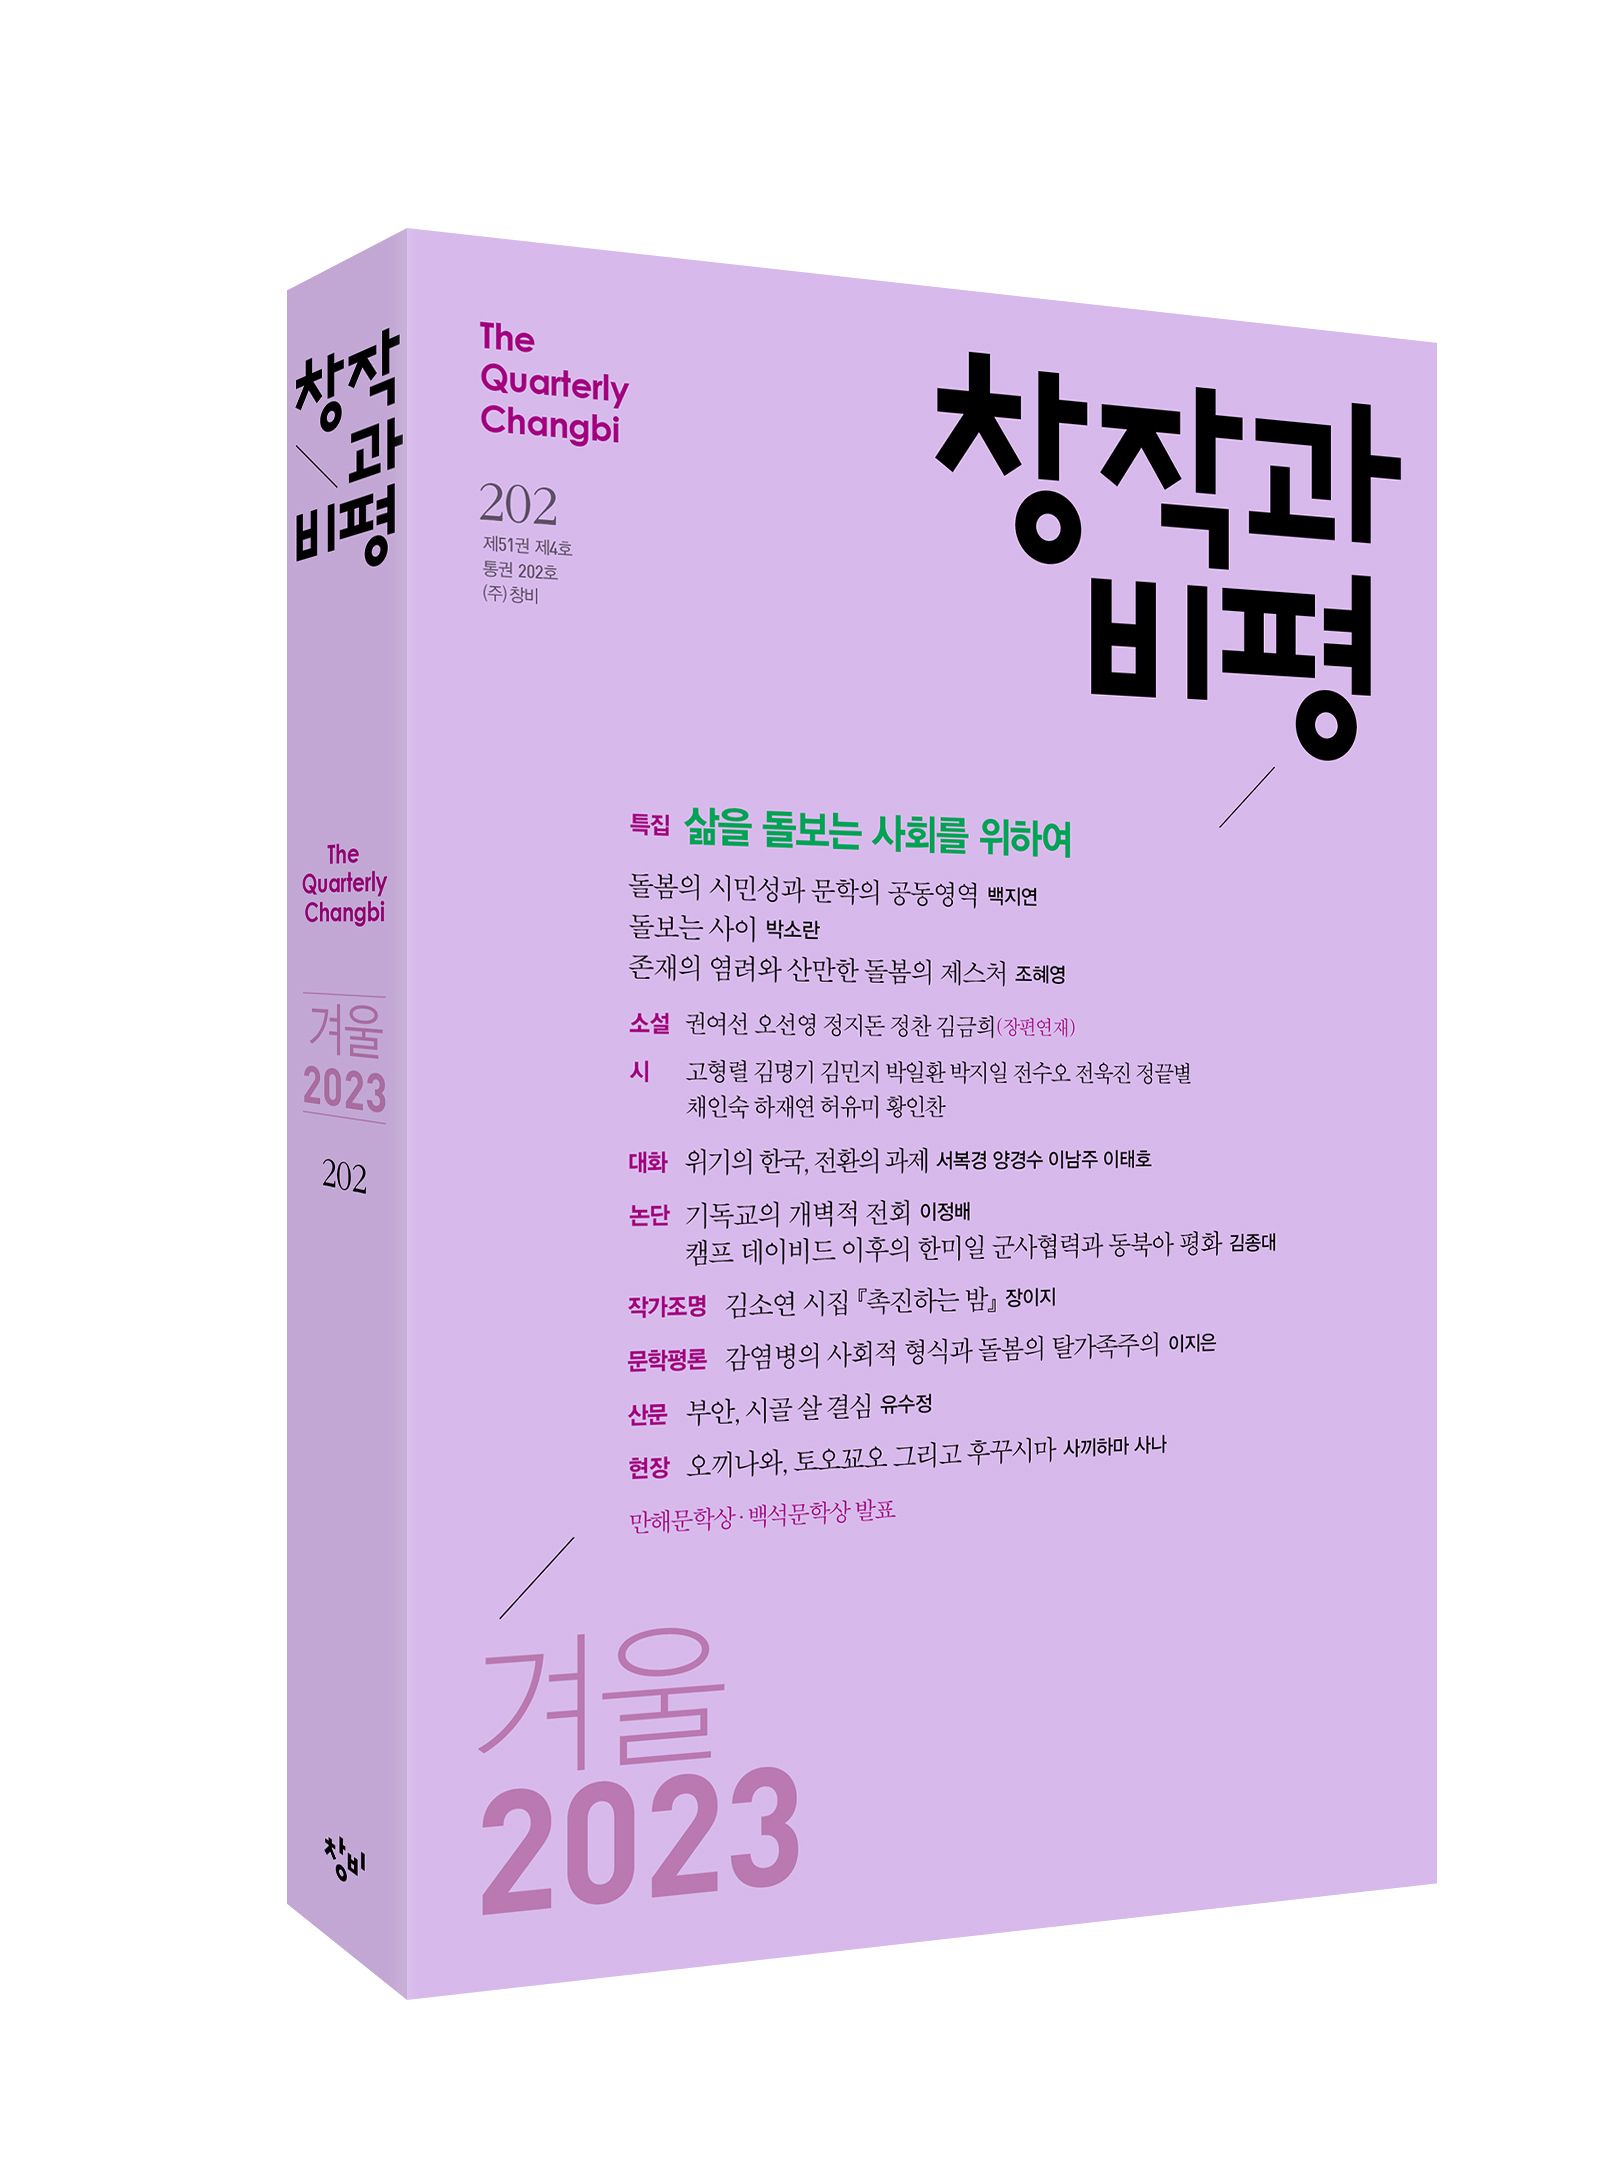 창작
과
비평
The
Quarterly
Changbi
겨울
2023
202
창비
The
Quarterly
Changbi
202
제51권 제4호
통권 202호
(주)창비
창작과
비평
특집 삶을 돌보는 사회를 위하여
돌봄의 시민성과 문학의 공동영역 백지연
돌보는 사이 박소란
존재의 염려와 산만한 돌봄의 제스처 조혜영
소설 권여선 오선영 정지돈 정찬 김금희(장편연재)
시 고형렬 김명기 김민지 박일환 박지일 전수오 전욱진 정끝별
채인숙 하재연 허유미 황인찬
대화 위기의 한국, 전환의 과제 서복경 양경수 이남주 이태호
논단 기독교의 개벽적 전회 이정배
캠프 데이비드 이후의 한미일 군사협력과 동북아 평화 김종대
작가조명 김소연 시집 『촉진하는 밤』 장이지
문학평론 감염병의 사회적 형식과 돌봄의 탈가족주의 이지은
산문 부안, 시골 살 결심 유수정
현장 오끼나와, 토오꾜오 그리고 후꾸시마 사끼하마 사나
만해문학상·백석문학상 발표
겨울
2023